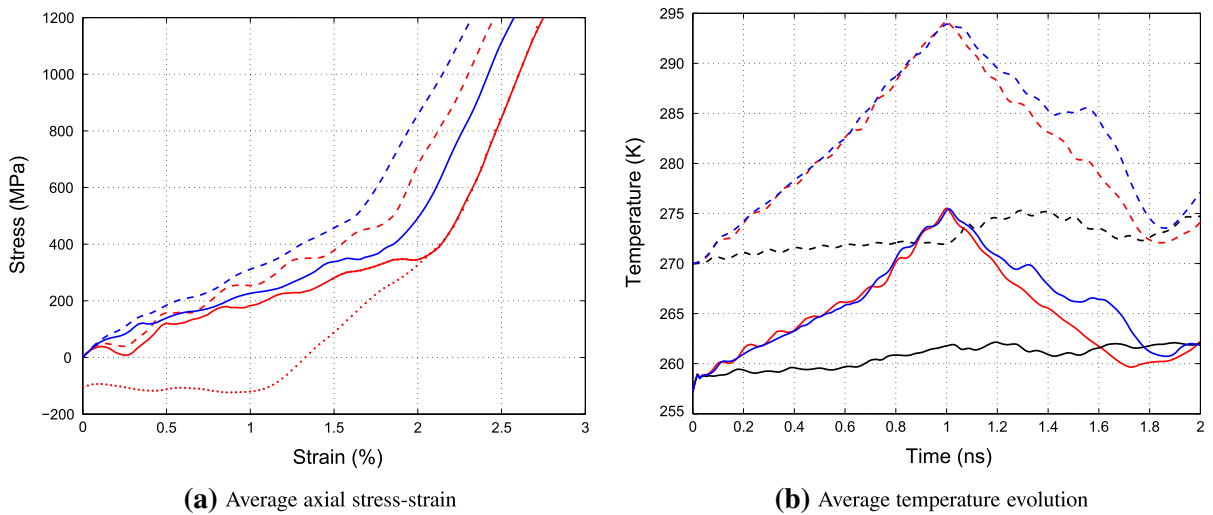 1200
1000
800
600
400
200
0
−200
0 0.5 1 1.5 2 2.5 3
Stress (MPa)
Strain (%)
(a) Average axial stress-strain
295
290
285
280
275
270
265
260
255
0 0.2 0.4 0.6 0.8 1 1.2 1.4 1.6 1.8 2
Temperature (K)
Time (ns)
(b) Average temperature evolution